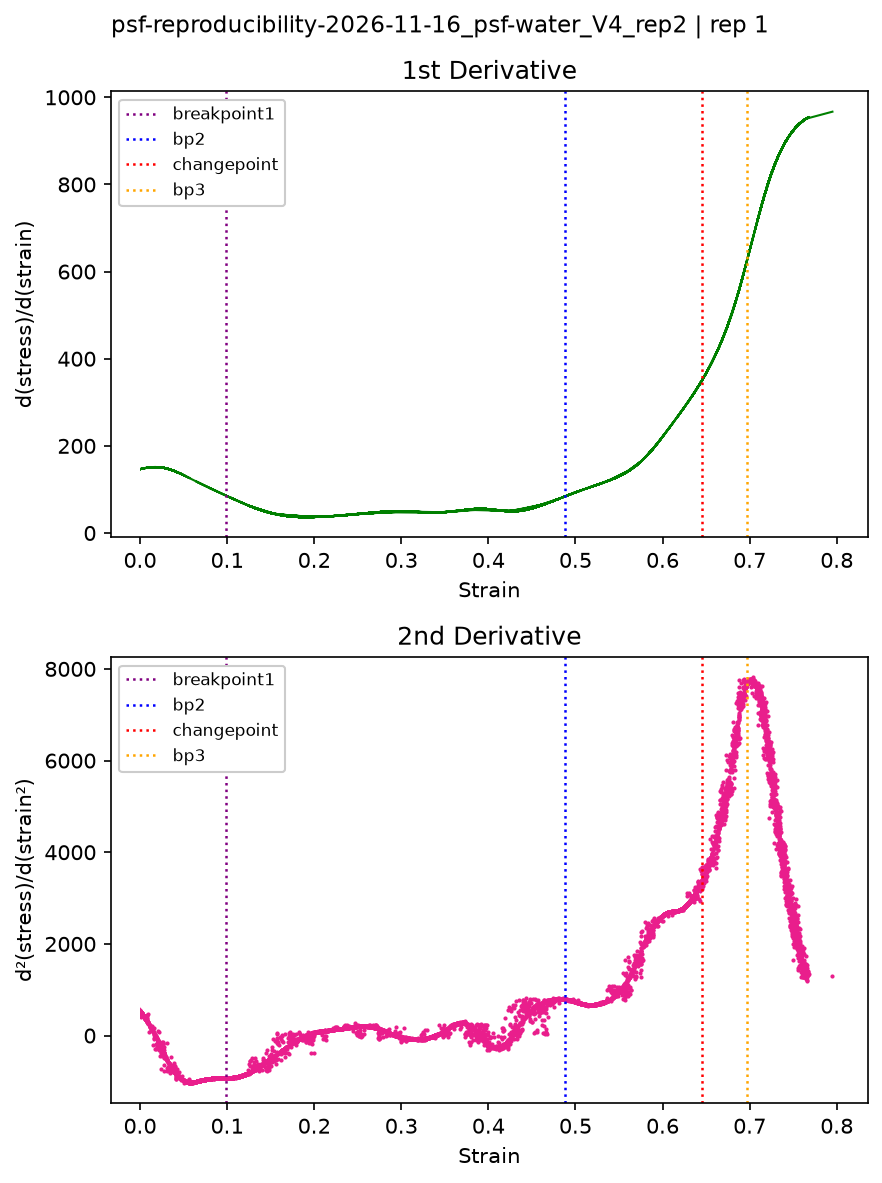 psf-reproducibility-2026-11-16_psf-water_V4_rep2 | rep 1
1st Derivative
breakpoint1
bp2
changepoint
bp3
d(stress)/d(strain)
1000
800
600
400
200
0
0.0 0.1 0.2 0.3 0.4 0.5 0.6 0.7 0.8
Strain
2nd Derivative
breakpoint1
bp2
changepoint
bp3
d²(stress)/d(strain²)
8000
6000
4000
2000
0
0.0 0.1 0.2 0.3 0.4 0.5 0.6 0.7 0.8
Strain